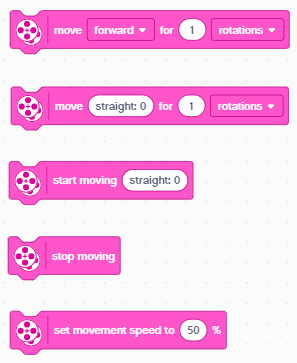 move forward for 1 rotations
move straight: 0 for 1 rotations
start moving straight: 0
stop moving
set movement speed to 50 %